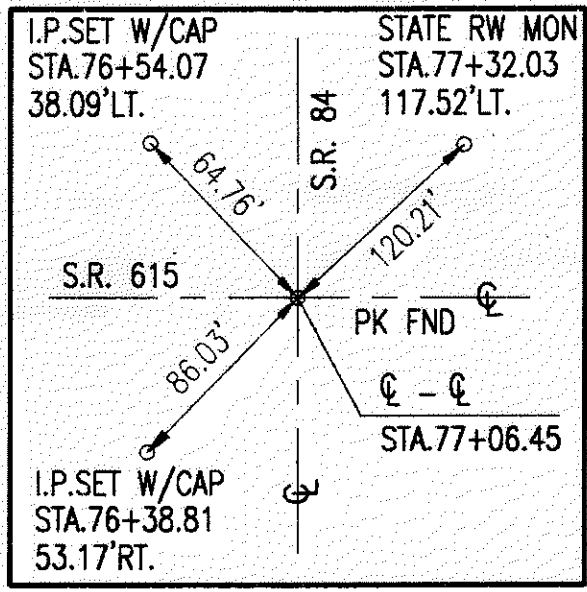 I.P.SET W/CAP
STA.76+54.07
38.09'LT.
STATE RW MON
STA.77+32.03
117.52'LT.
S.R. 84
64.76'
120.21'
S.R. 615
℄
PK FND
86.03'
℄ - ℄
STA.77+06.45
I.P.SET W/CAP
STA.76+38.81
53.17'RT.
℄